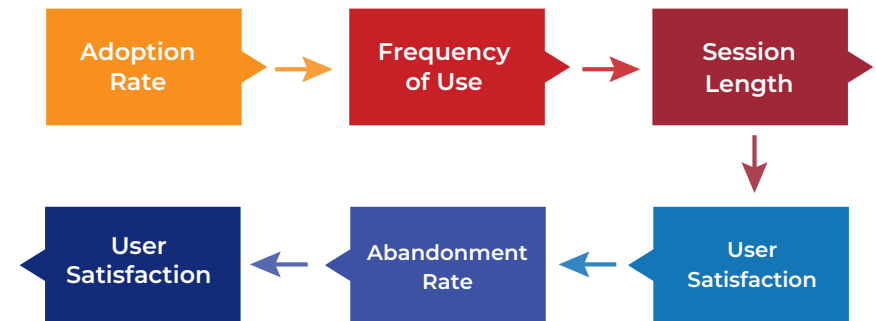 Adoption
Rate
Frequency
of Use
Session
Length
User
Satisfaction
Abandonment
Rate
User
Satisfaction